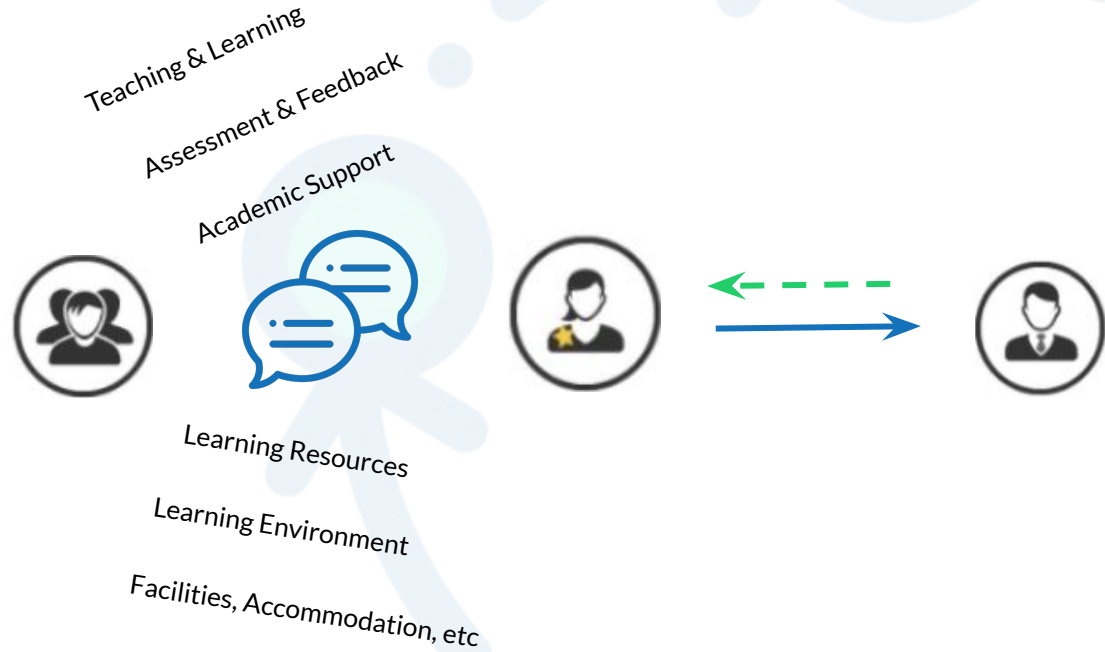 Teaching & Learning
Assessment & Feedback
Academic Support
Learning Resources
Learning Environment
Facilities, Accommodation, etc